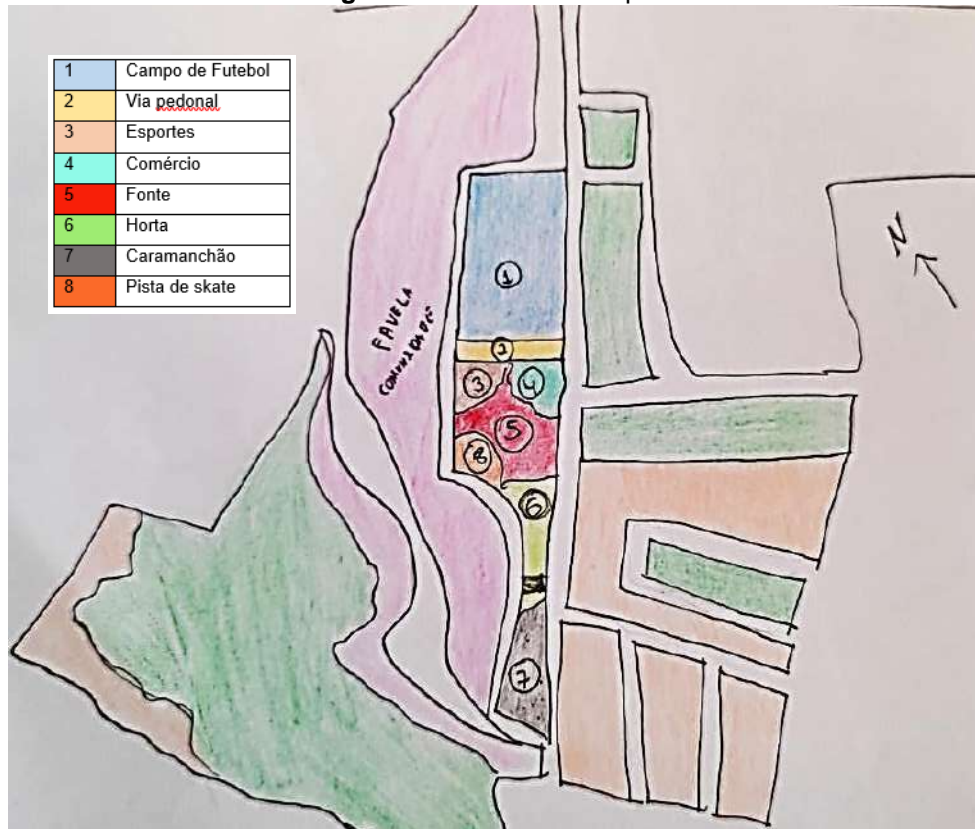 1 Campo de Futebol
2 Via pedonal
3 Esportes
4 Comércio
5 Fonte
6 Horta
7 Caramanchão
8 Pista de skate
FAVELA
N
1
2
3
4
5
8
6
7